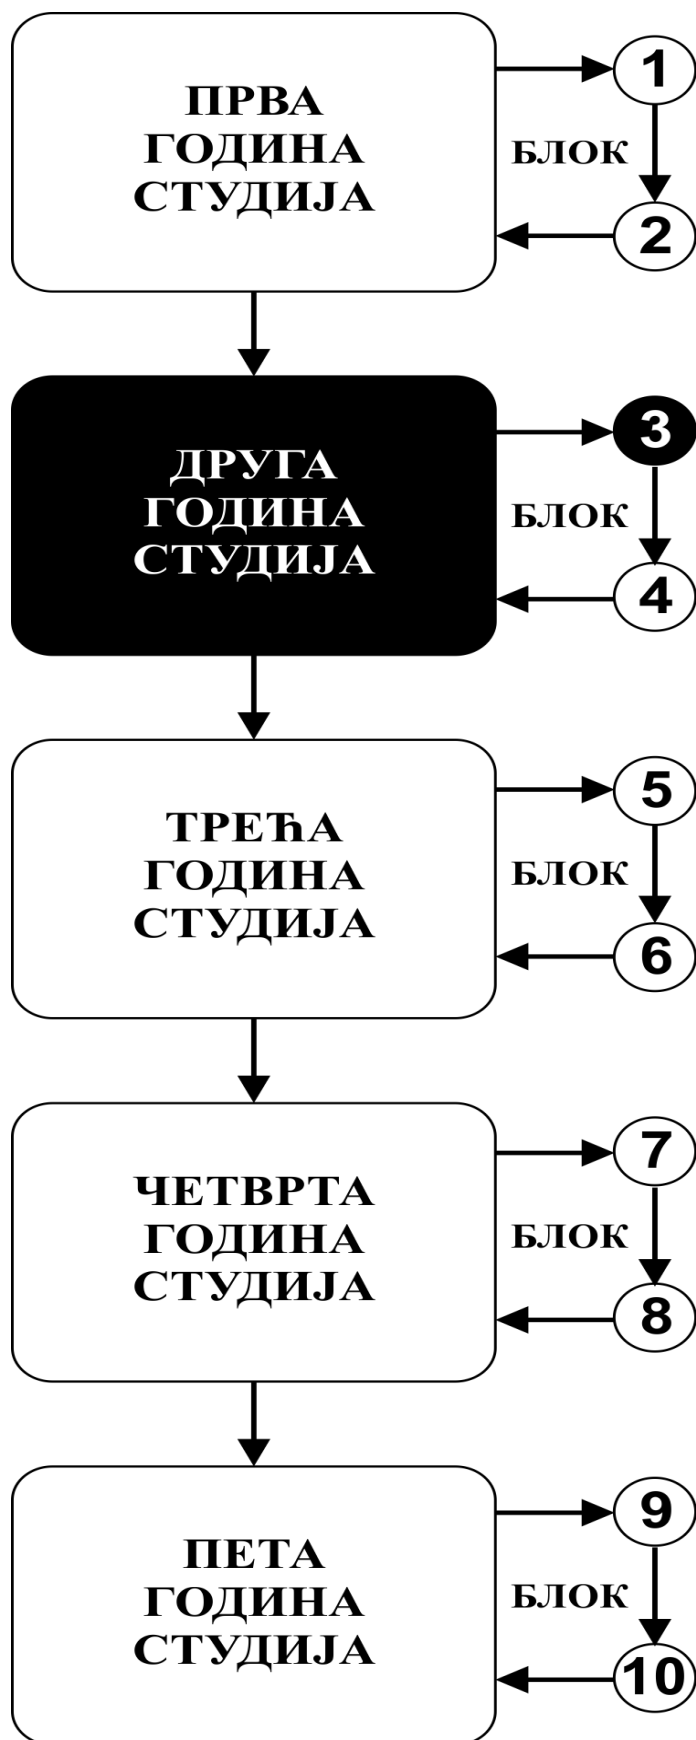 ПРВА
ГОДИНА
СТУДИЈА
1
БЛОК
2
ДРУГА
ГОДИНА
СТУДИЈА
3
БЛОК
4
ТРЕЋА
ГОДИНА
СТУДИЈА
5
БЛОК
6
ЧЕТВРТА
ГОДИНА
СТУДИЈА
7
БЛОК
8
ПЕТА
ГОДИНА
СТУДИЈА
9
БЛОК
10